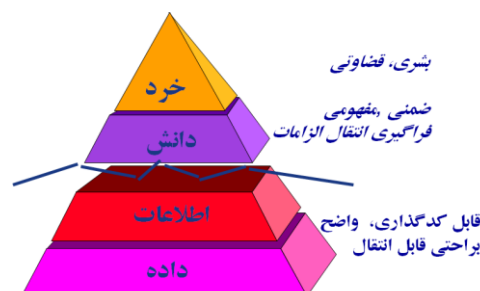 خرد
بشری، قضاوتی
دانش
ضمنی ,مفهومی
فراگیری انتقال الزامات
اطلاعات
قابل کدگذاری، واضح
براحتی قابل انتقال
داده